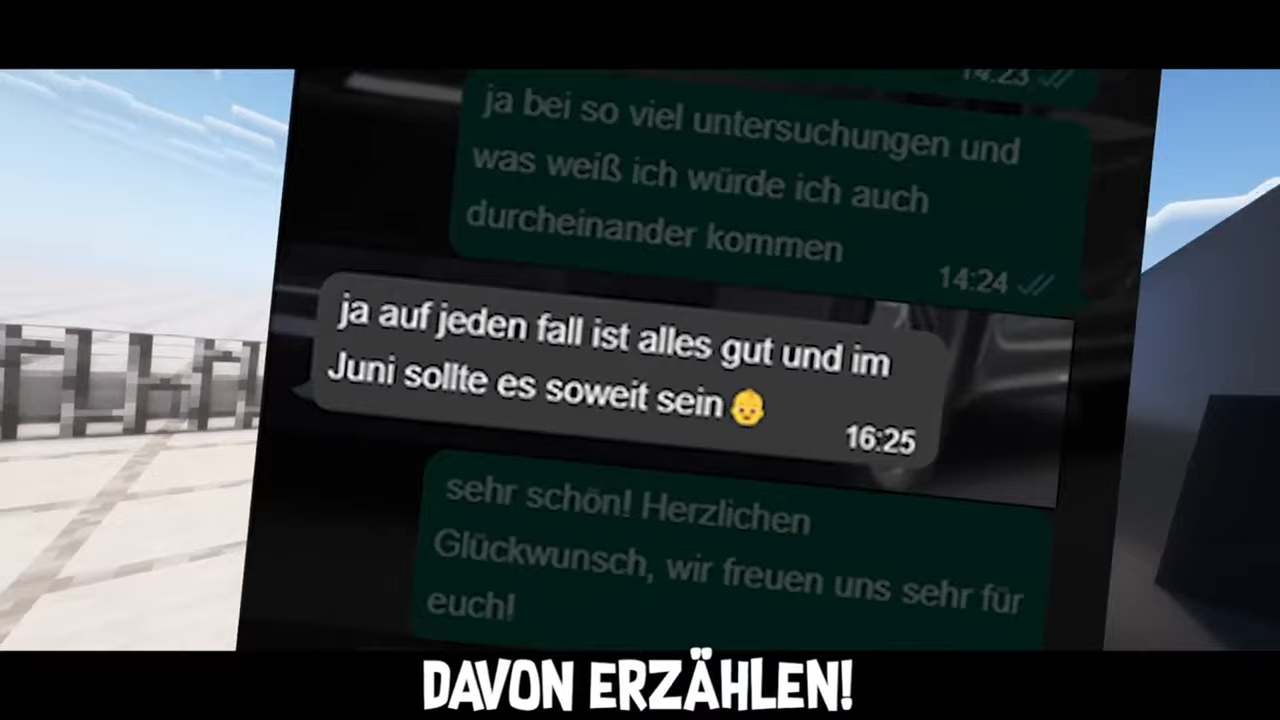 14:23
ja bei so viel untersuchungen und
was weiß ich würde ich auch
durcheinander kommen
14:24
ja auf jeden fall ist alles gut und im
Juni sollte es soweit sein👶
16:25
sehr schön! Herzlichen
Glückwunsch, wir freuen uns sehr für
euch!
DAVON ERZÄHLEN!